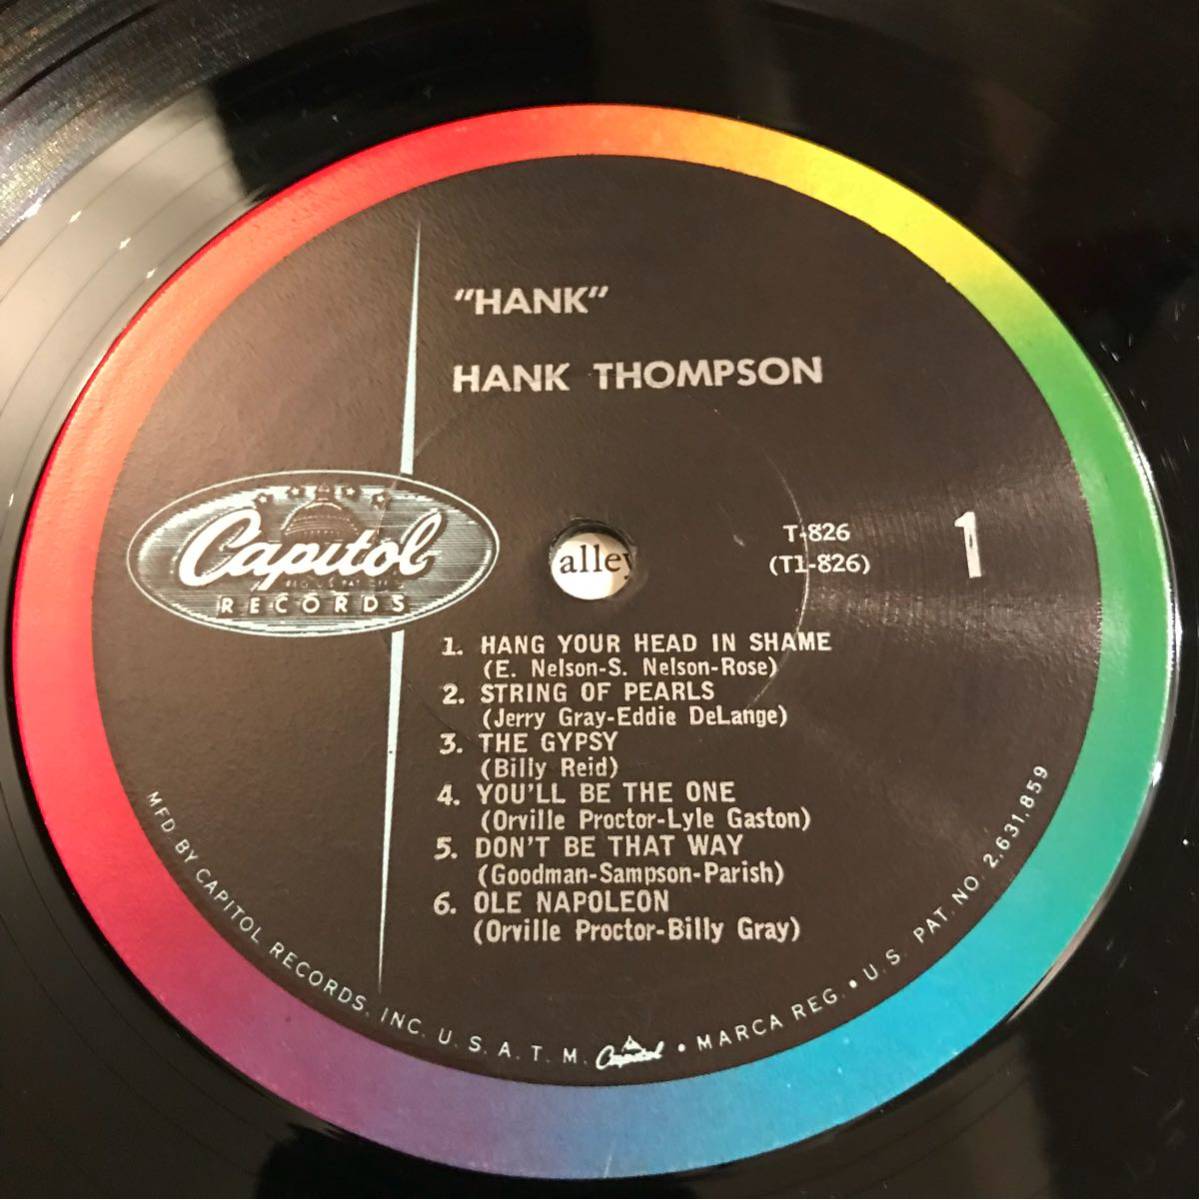 "HANK"
HANK THOMPSON
Capitol
RECORDS
alley
T-826
(T1-826)
1
1. HANG YOUR HEAD IN SHAME
(E. Nelson-S. Nelson-Rose)
2. STRING OF PEARLS
(Jerry Gray-Eddie DeLange)
3. THE GYPSY
(Billy Reid)
4. YOU'LL BE THE ONE
(Orville Proctor-Lyle Gaston)
5. DON'T BE THAT WAY
(Goodman-Sampson-Parish)
6. OLE NAPOLEON
(Orville Proctor-Billy Gray)
MFD BY CAPITOL RECORDS, INC. U. S. A. T. M. Capitol • MARCA REG. • U.S. PAT. NO. 2,631,859